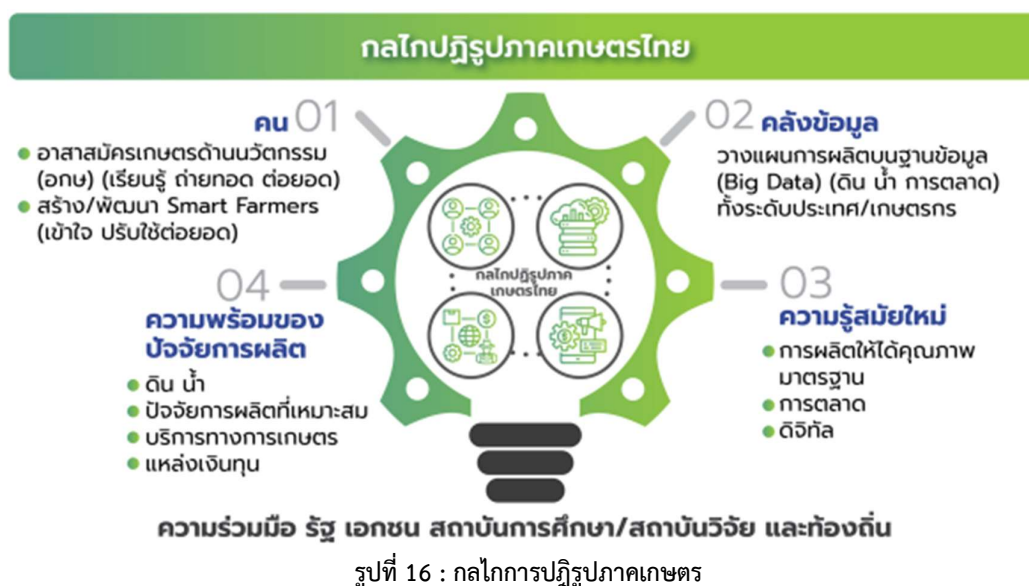 กลไกปฏิรูปภาคเกษตรไทย
คน 01
● อาสาสมัครเกษตรด้านนวัตกรรม
(อกษ) (เรียนรู้ ถ่ายทอด ต่อยอด)
● สร้าง/พัฒนา Smart Farmers
(เข้าใจ ปรับใช้ต่อยอด)
02 คลังข้อมูล
วางแผนการผลิตบนฐานข้อมูล
(Big Data) (ดิน น้ำ การตลาด)
ทั้งระดับประเทศ/เกษตรกร
กลไกปฏิรูปภาค
เกษตรไทย
03
ความรู้สมัยใหม่
● การผลิตให้ได้คุณภาพ
มาตรฐาน
● การตลาด
● ดิจิทัล
04
ความพร้อมของ
ปัจจัยการผลิต
● ดิน น้ำ
● ปัจจัยการผลิตที่เหมาะสม
● บริการทางการเกษตร
● แหล่งเงินทุน
ความร่วมมือ รัฐ เอกชน สถาบันการศึกษา/สถาบันวิจัย และท้องถิ่น
รูปที่ 16 : กลไกการปฏิรูปภาคเกษตร